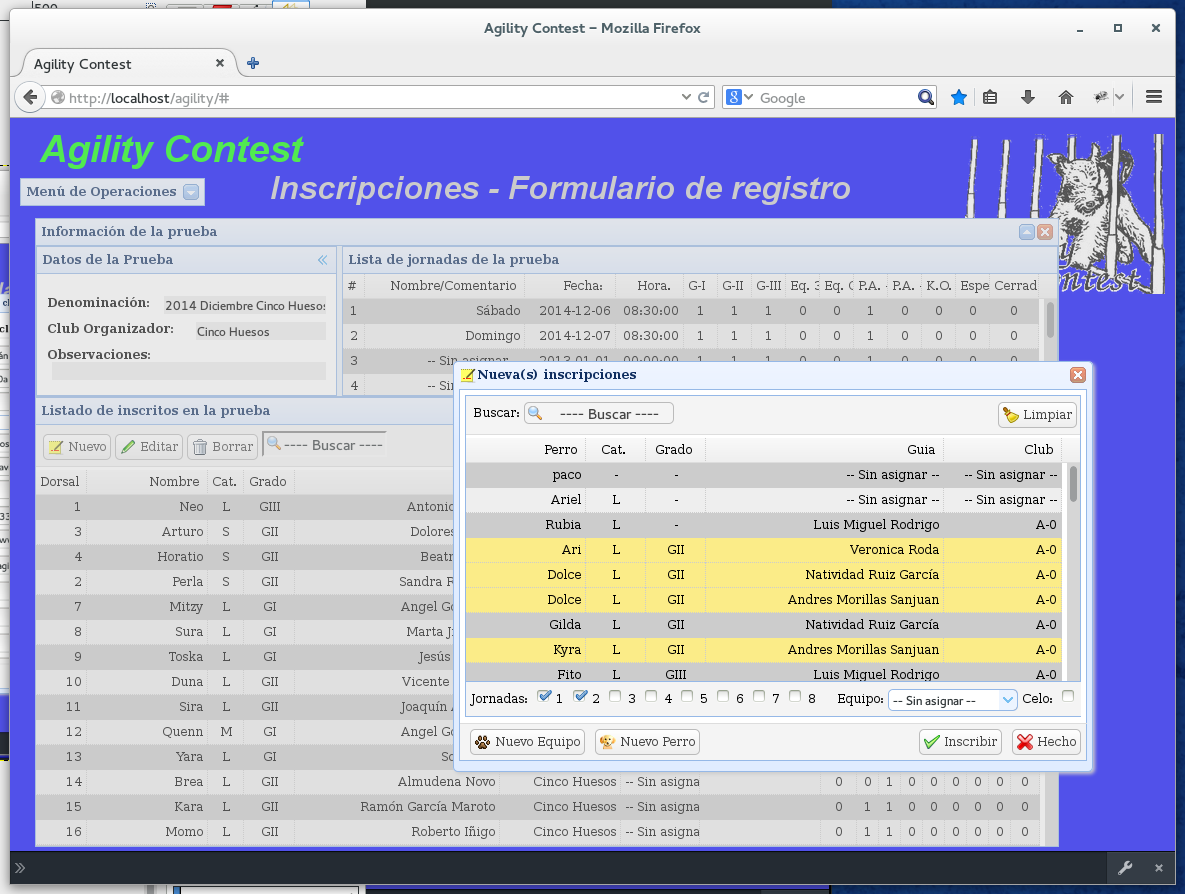 500
Agility Contest – Mozilla Firefox
Agility Contest
http://localhost/agility/#
8 Google
Agility Contest
Menú de Operaciones
Inscripciones - Formulario de registro
Información de la prueba
Datos de la Prueba
Denominación: 2014 Diciembre Cinco Huesos
Club Organizador: Cinco Huesos
Observaciones:
Lista de jornadas de la prueba
# Nombre/Comentario Fecha: Hora. G-I G-II G-III Eq. 3 Eq. P.A. P.A. K.O. Espe Cerrad
1 Sábado 2014-12-06 08:30:00 1 1 1 0 0 1 0 0 0 0
2 Domingo 2014-12-07 08:30:00 1 1 1 0 0 1 0 0 0 0
3 -- Sin asignar 2013-01-01 00:00:00 1 1 1 0 0 1 0 0 0 0
4 -- Si
Listado de inscritos en la prueba
Nuevo Editar Borrar ---- Buscar ----
Dorsal Nombre Cat. Grado
1 Neo L GIII Antonio
3 Arturo S GII Dolores
4 Horatio S GII Beatr
2 Perla S GII Sandra R
7 Mitzy L GI Angel Go
8 Sura L GI Marta J
9 Toska L GI Jesús
10 Duna L GII Vicente
11 Sira L GII Joaquín
12 Quenn M GI Angel Go
13 Yara L GI So
14 Brea L GII Almudena Novo Cinco Huesos -- Sin asigna 0 0 1 0 0 0 0 0
15 Kara L GII Ramón García Maroto Cinco Huesos -- Sin asigna 0 1 1 0 0 0 0 0
16 Momo L GII Roberto Iñigo Cinco Huesos -- Sin asigna 0 1 1 0 0 0 0 0
Nueva(s) inscripciones
Buscar: ---- Buscar ---- Limpiar
Perro Cat. Grado Guia Club
paco - - -- Sin asignar -- -- Sin asignar --
Ariel L - -- Sin asignar -- -- Sin asignar --
Rubia L - Luis Miguel Rodrigo A-0
Ari L GII Veronica Roda A-0
Dolce L GII Natividad Ruiz García A-0
Dolce L GII Andres Morillas Sanjuan A-0
Gilda L GII Natividad Ruiz García A-0
Kyra L GII Andres Morillas Sanjuan A-0
Fito L GIII Luis Miguel Rodrigo A-0
Jornadas: 1 2 3 4 5 6 7 8 Equipo: -- Sin asignar -- Celo:
Nuevo Equipo Nuevo Perro Inscribir Hecho